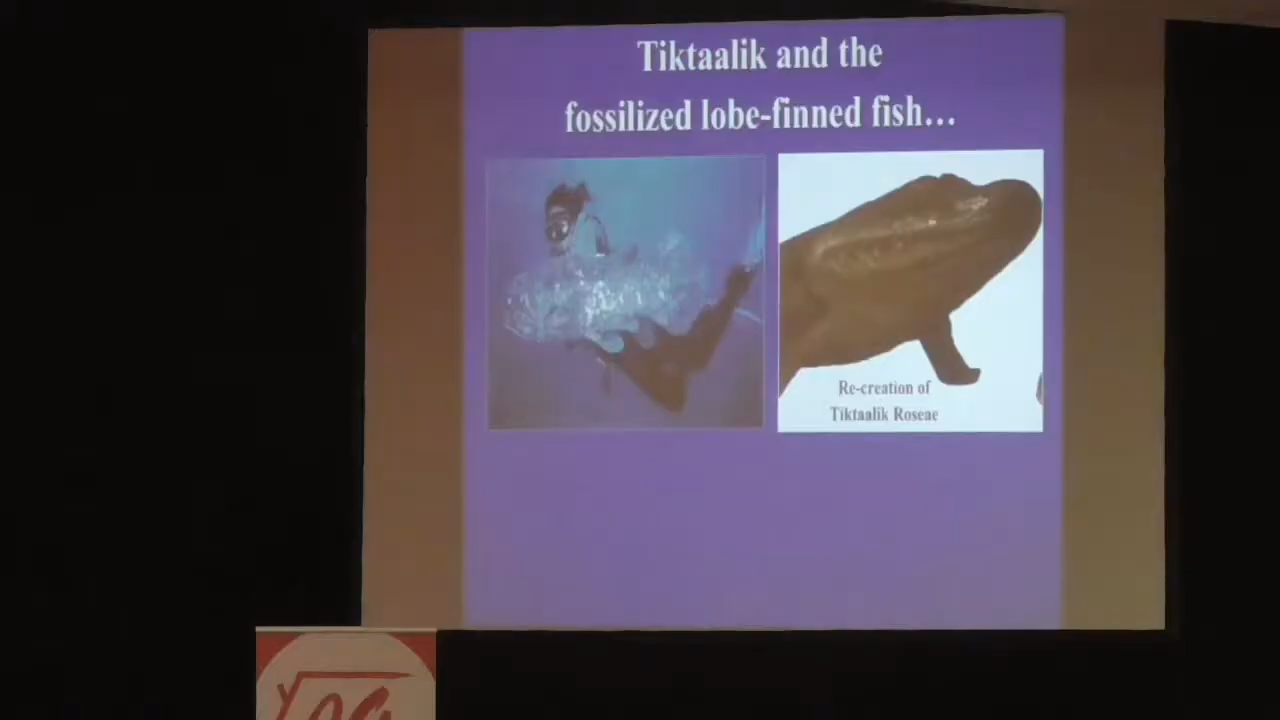 Tiktaalik and the
fossilized lobe-finned fish...
Re-creation of
Tiktaalik Roseae